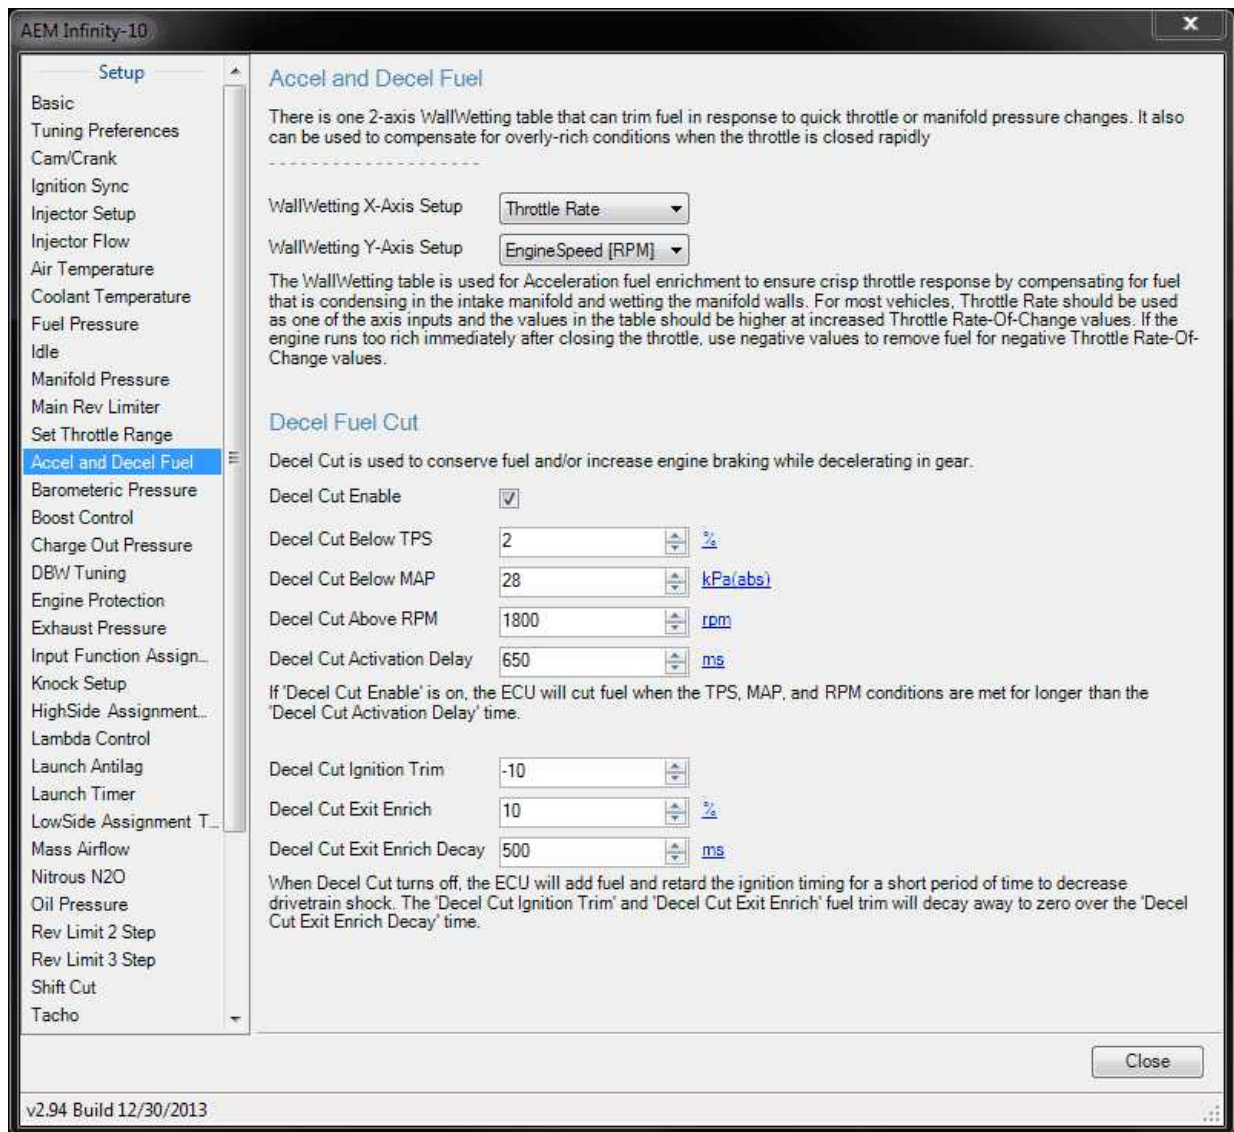 AEM Infinity-10
Setup
Basic
Tuning Preferences
Cam/Crank
Ignition Sync
Injector Setup
Injector Flow
Air Temperature
Coolant Temperature
Fuel Pressure
Idle
Manifold Pressure
Main Rev Limiter
Set Throttle Range
Accel and Decel Fuel
Barometeric Pressure
Boost Control
Charge Out Pressure
DBW Tuning
Engine Protection
Exhaust Pressure
Input Function Assign...
Knock Setup
HighSide Assignment...
Lambda Control
Launch Antilag
Launch Timer
LowSide Assignment T...
Mass Airflow
Nitrous N2O
Oil Pressure
Rev Limit 2 Step
Rev Limit 3 Step
Shift Cut
Tacho
Accel and Decel Fuel
There is one 2-axis WallWetting table that can trim fuel in response to quick throttle or manifold pressure changes. It also
can be used to compensate for overly-rich conditions when the throttle is closed rapidly
- - - - - - - - - - - - - - - - - - - - -
WallWetting X-Axis Setup Throttle Rate
WallWetting Y-Axis Setup EngineSpeed [RPM]
The WallWetting table is used for Acceleration fuel enrichment to ensure crisp throttle response by compensating for fuel
that is condensing in the intake manifold and wetting the manifold walls. For most vehicles, Throttle Rate should be used
as one of the axis inputs and the values in the table should be higher at increased Throttle Rate-Of-Change values. If the
engine runs too rich immediately after closing the throttle, use negative values to remove fuel for negative Throttle Rate-Of-
Change values.
Decel Fuel Cut
Decel Cut is used to conserve fuel and/or increase engine braking while decelerating in gear.
Decel Cut Enable
Decel Cut Below TPS 2 %
Decel Cut Below MAP 28 kPa(abs)
Decel Cut Above RPM 1800 rpm
Decel Cut Activation Delay 650 ms
If 'Decel Cut Enable' is on, the ECU will cut fuel when the TPS, MAP, and RPM conditions are met for longer than the
'Decel Cut Activation Delay' time.
Decel Cut Ignition Trim -10
Decel Cut Exit Enrich 10 %
Decel Cut Exit Enrich Decay 500 ms
When Decel Cut turns off, the ECU will add fuel and retard the ignition timing for a short period of time to decrease
drivetrain shock. The 'Decel Cut Ignition Trim' and 'Decel Cut Exit Enrich' fuel trim will decay away to zero over the 'Decel
Cut Exit Enrich Decay' time.
Close
v2.94 Build 12/30/2013